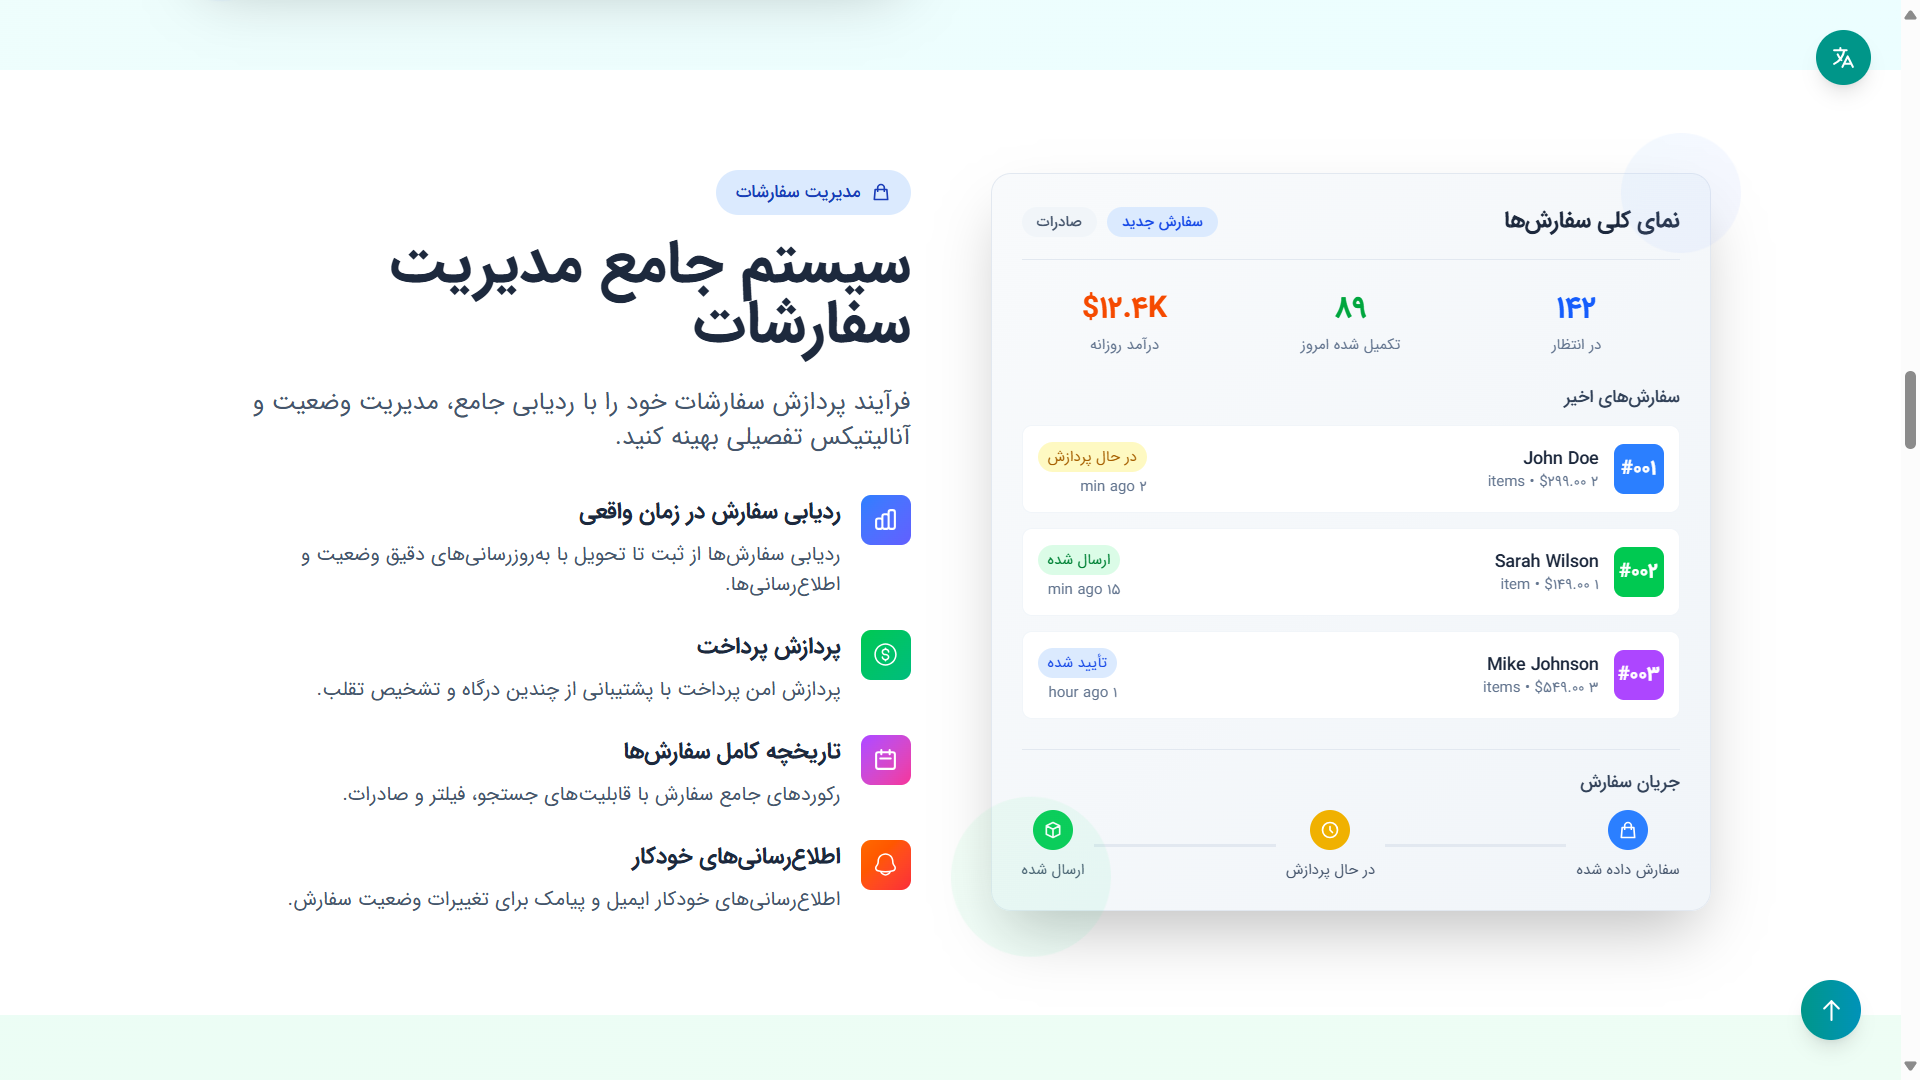 نمای کلی سفارش‌ها
سفارش جدید
صادرات
۱۴۲
در انتظار
۸۹
تکمیل شده امروز
$۱۲.۴K
درآمد روزانه
سفارش‌های اخیر
#۰۰۱
John Doe
۲ items • $۲۹۹.۰۰
در حال پردازش
۲ min ago
#۰۰۲
Sarah Wilson
۱ item • $۱۴۹.۰۰
ارسال شده
۱۵ min ago
#۰۰۳
Mike Johnson
۳ items • $۵۴۹.۰۰
تأیید شده
۱ hour ago
جریان سفارش
سفارش داده شده
در حال پردازش
ارسال شده
مدیریت سفارشات
سیستم جامع مدیریت
سفارشات
فرآیند پردازش سفارشات خود را با ردیابی جامع، مدیریت وضعیت و
آنالیتیکس تفصیلی بهینه کنید.
ردیابی سفارش در زمان واقعی
ردیابی سفارش‌ها از ثبت تا تحویل با به‌روزرسانی‌های دقیق وضعیت و
اطلاع‌رسانی‌ها.
پردازش پرداخت
پردازش امن پرداخت با پشتیبانی از چندین درگاه و تشخیص تقلب.
تاریخچه کامل سفارش‌ها
رکوردهای جامع سفارش با قابلیت‌های جستجو، فیلتر و صادرات.
اطلاع‌رسانی‌های خودکار
اطلاع‌رسانی‌های خودکار ایمیل و پیامک برای تغییرات وضعیت سفارش.